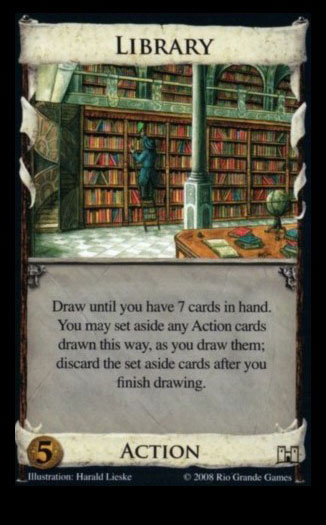 LIBRARY
Draw until you have 7 cards in hand.
You may set aside any Action cards
drawn this way, as you draw them;
discard the set aside cards after you
finish drawing.
5
ACTION
Illustration: Harald Lieske
© 2008 Rio Grande Games